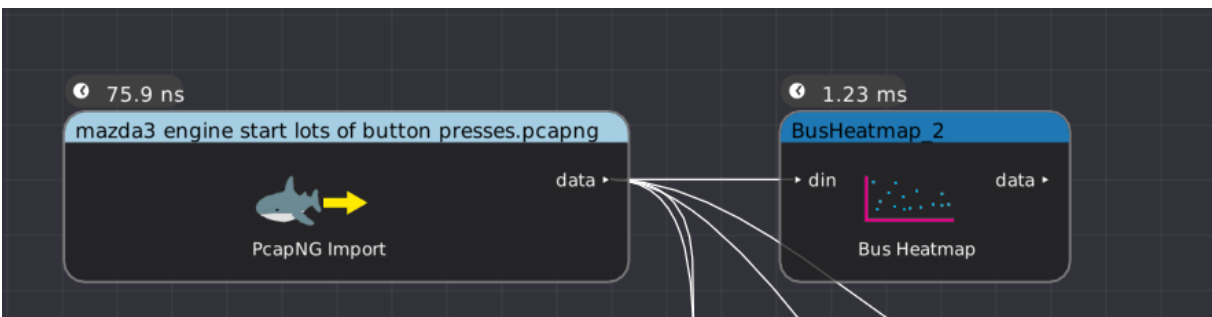 75.9 ns
mazda3 engine start lots of button presses.pcapng
data
PcapNG Import
1.23 ms
BusHeatmap_2
din
data
Bus Heatmap